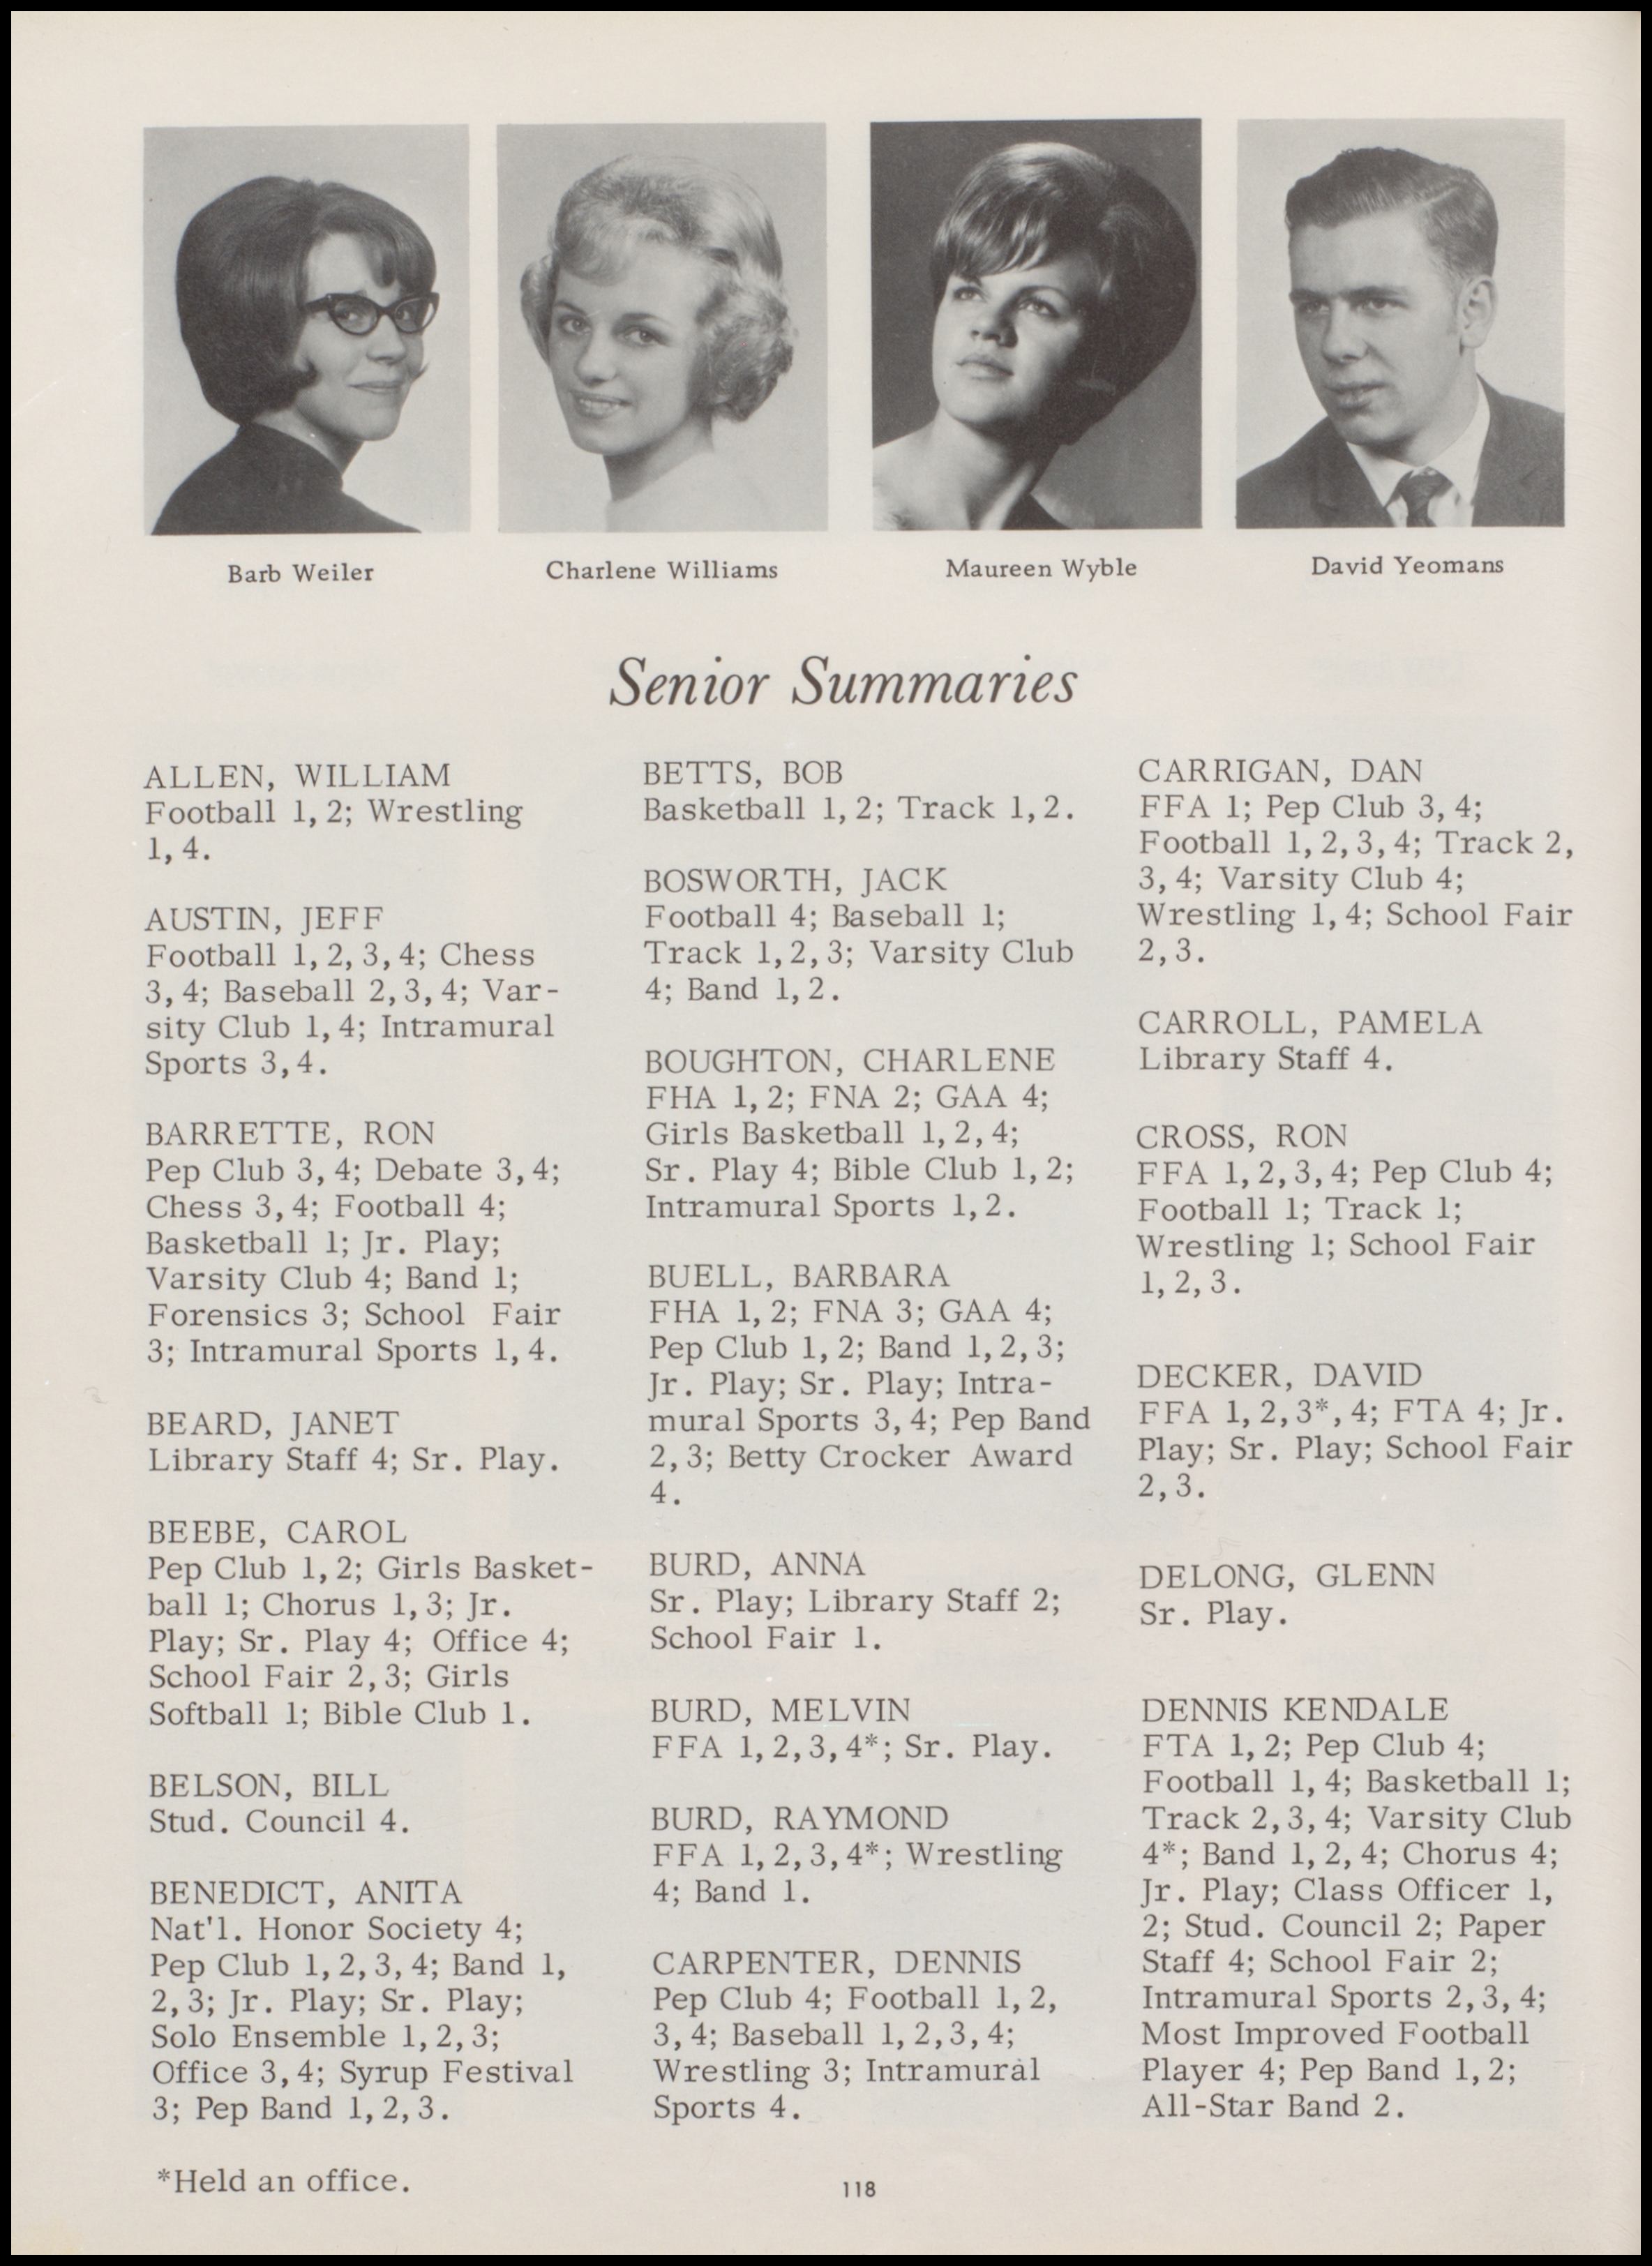 Barb Weiler
Charlene Williams
Maureen Wyble
David Yeomans
Senior Summaries
ALLEN, WILLIAM
Football 1, 2; Wrestling
1, 4.
AUSTIN, JEFF
Football 1, 2, 3, 4; Chess
3, 4; Baseball 2, 3, 4; Var-
sity Club 1, 4; Intramural
Sports 3, 4.
BARRETTE, RON
Pep Club 3, 4; Debate 3, 4;
Chess 3, 4; Football 4;
Basketball 1; Jr. Play;
Varsity Club 4; Band 1;
Forensics 3; School Fair
3; Intramural Sports 1, 4.
BEARD, JANET
Library Staff 4; Sr. Play.
BEEBE, CAROL
Pep Club 1, 2; Girls Basket-
ball 1; Chorus 1, 3; Jr.
Play; Sr. Play 4; Office 4;
School Fair 2, 3; Girls
Softball 1; Bible Club 1.
BELSON, BILL
Stud. Council 4.
BENEDICT, ANITA
Nat'l. Honor Society 4;
Pep Club 1, 2, 3, 4; Band 1,
2, 3; Jr. Play; Sr. Play;
Solo Ensemble 1, 2, 3;
Office 3, 4; Syrup Festival
3; Pep Band 1, 2, 3.
BETTS, BOB
Basketball 1, 2; Track 1, 2.
BOSWORTH, JACK
Football 4; Baseball 1;
Track 1, 2, 3; Varsity Club
4; Band 1, 2.
BOUGHTON, CHARLENE
FHA 1, 2; FNA 2; GAA 4;
Girls Basketball 1, 2, 4;
Sr. Play 4; Bible Club 1, 2;
Intramural Sports 1, 2.
BUELL, BARBARA
FHA 1, 2; FNA 3; GAA 4;
Pep Club 1, 2; Band 1, 2, 3;
Jr. Play; Sr. Play; Intra-
mural Sports 3, 4; Pep Band
2, 3; Betty Crocker Award
4.
BURD, ANNA
Sr. Play; Library Staff 2;
School Fair 1.
BURD, MELVIN
FFA 1, 2, 3, 4*; Sr. Play.
BURD, RAYMOND
FFA 1, 2, 3, 4*; Wrestling
4; Band 1.
CARPENTER, DENNIS
Pep Club 4; Football 1, 2,
3, 4; Baseball 1, 2, 3, 4;
Wrestling 3; Intramural
Sports 4.
CARRIGAN, DAN
FFA 1; Pep Club 3, 4;
Football 1, 2, 3, 4; Track 2,
3, 4; Varsity Club 4;
Wrestling 1, 4; School Fair
2, 3.
CARROLL, PAMELA
Library Staff 4.
CROSS, RON
FFA 1, 2, 3, 4; Pep Club 4;
Football 1; Track 1;
Wrestling 1; School Fair
1, 2, 3.
DECKER, DAVID
FFA 1, 2, 3*, 4; FTA 4; Jr.
Play; Sr. Play; School Fair
2, 3.
DELONG, GLENN
Sr. Play.
DENNIS KENDALE
FTA 1, 2; Pep Club 4;
Football 1, 4; Basketball 1;
Track 2, 3, 4; Varsity Club
4*; Band 1, 2, 4; Chorus 4;
Jr. Play; Class Officer 1,
2; Stud. Council 2; Paper
Staff 4; School Fair 2;
Intramural Sports 2, 3, 4;
Most Improved Football
Player 4; Pep Band 1, 2;
All-Star Band 2.
*Held an office.
118